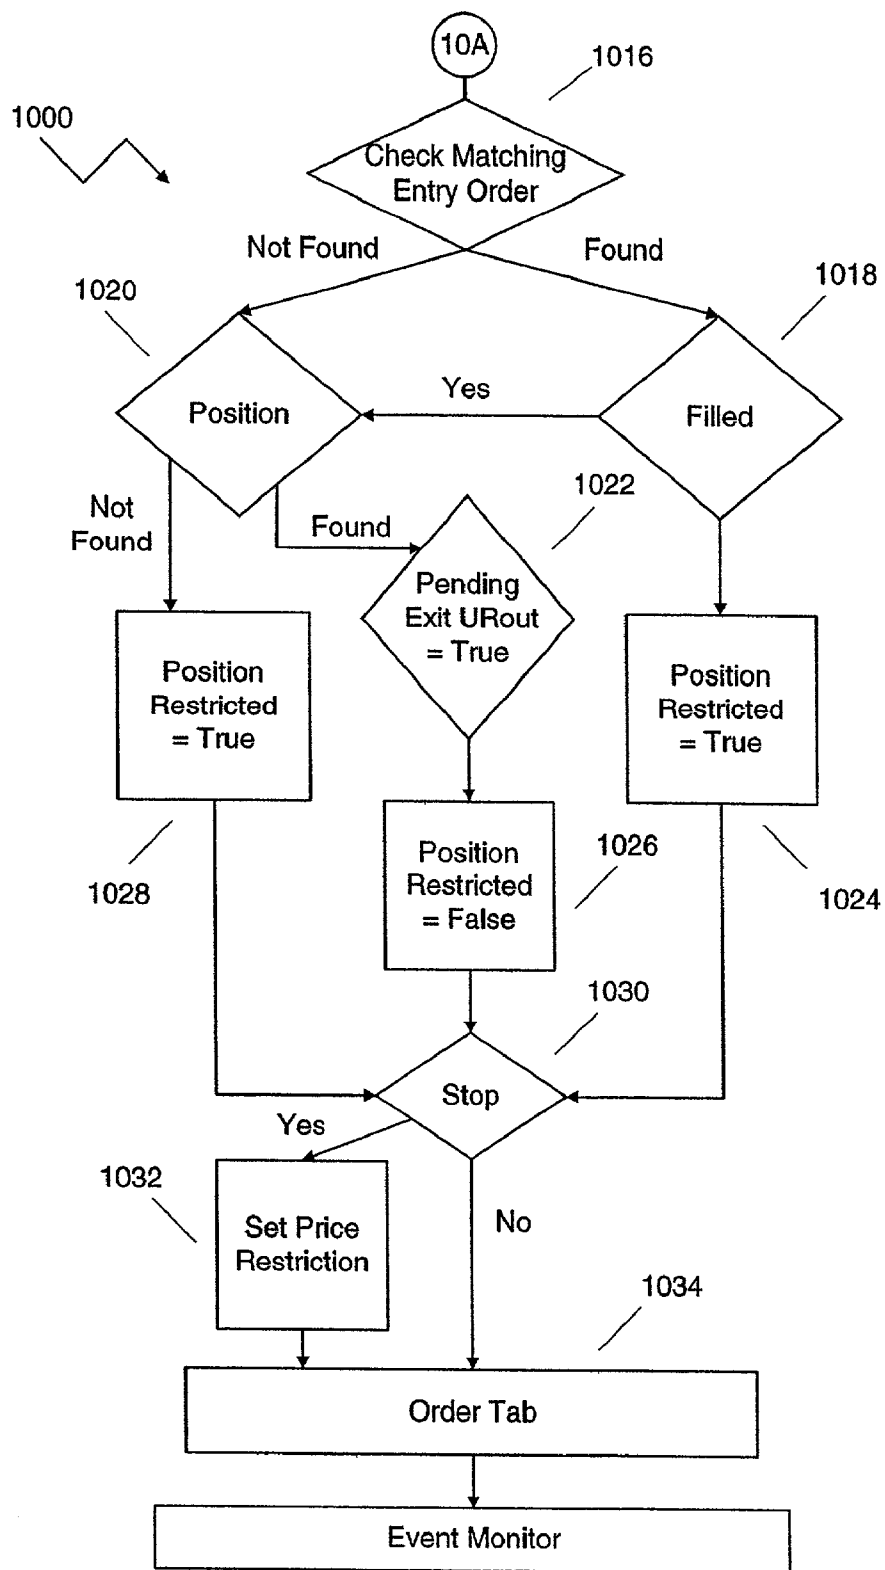 10A
1016
1000
Check Matching
Entry Order
Not Found
Found
1020
1018
Yes
Position
Filled
1022
Not
Found
Found
Pending
Exit URout
= True
Position
Restricted
= True
Position
Restricted
= True
1026
Position
Restricted
= False
1028
1024
1030
Stop
Yes
1032
No
Set Price
Restriction
1034
Order Tab
Event Monitor